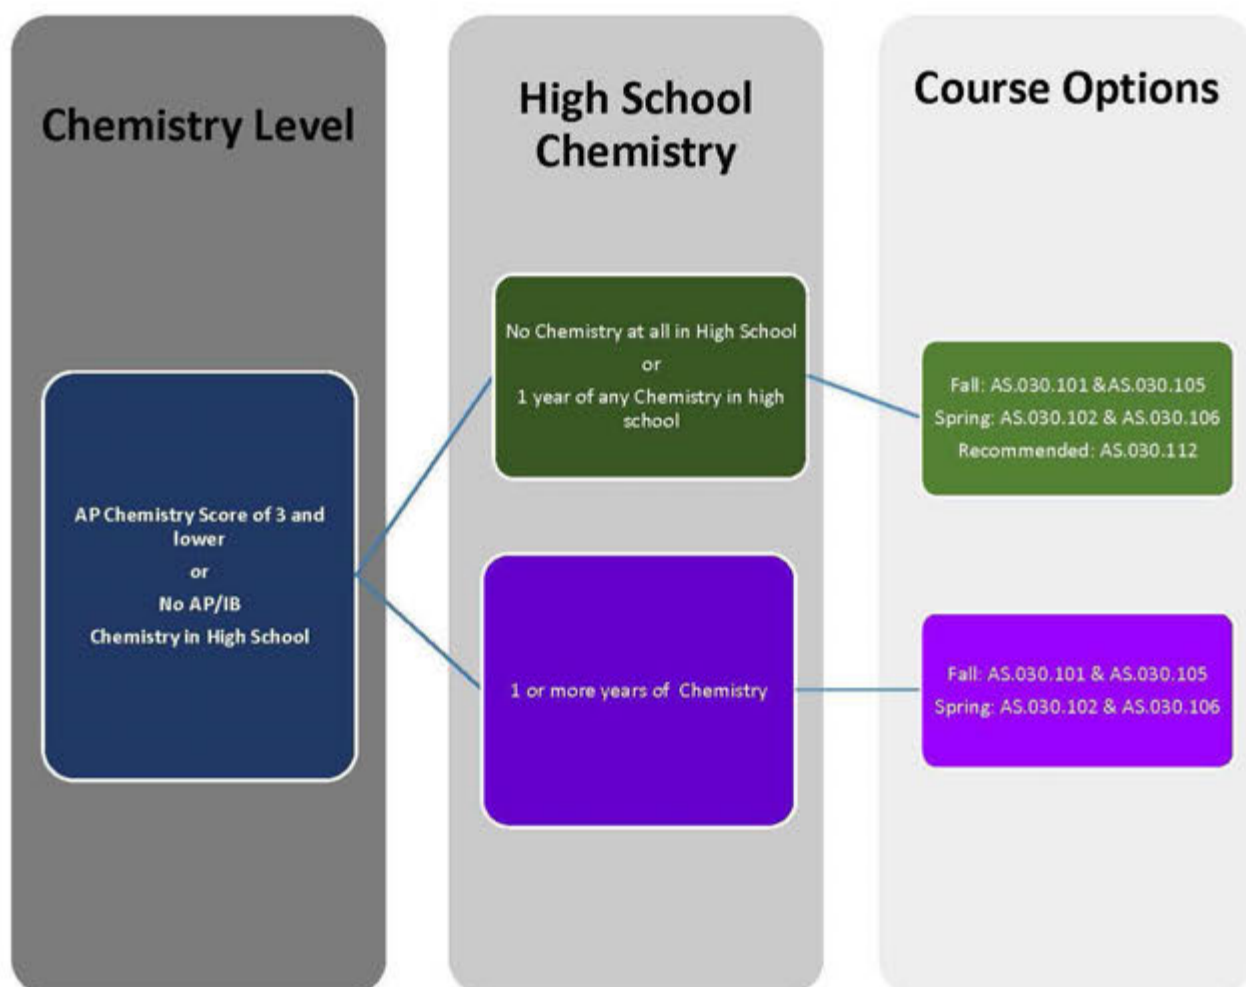 Chemistry Level
High School
Chemistry
Course Options
AP Chemistry Score of 3 and
lower
or
No AP/IB
Chemistry in High School
No Chemistry at all in High School
or
1 year of any Chemistry in high
school
1 or more years of Chemistry
Fall: AS.030.101 &AS.030.105
Spring: AS.030.102 & AS.030.106
Recommended: AS.030.112
Fall: AS.030.101 & AS.030.105
Spring: AS.030.102 & AS.030.106